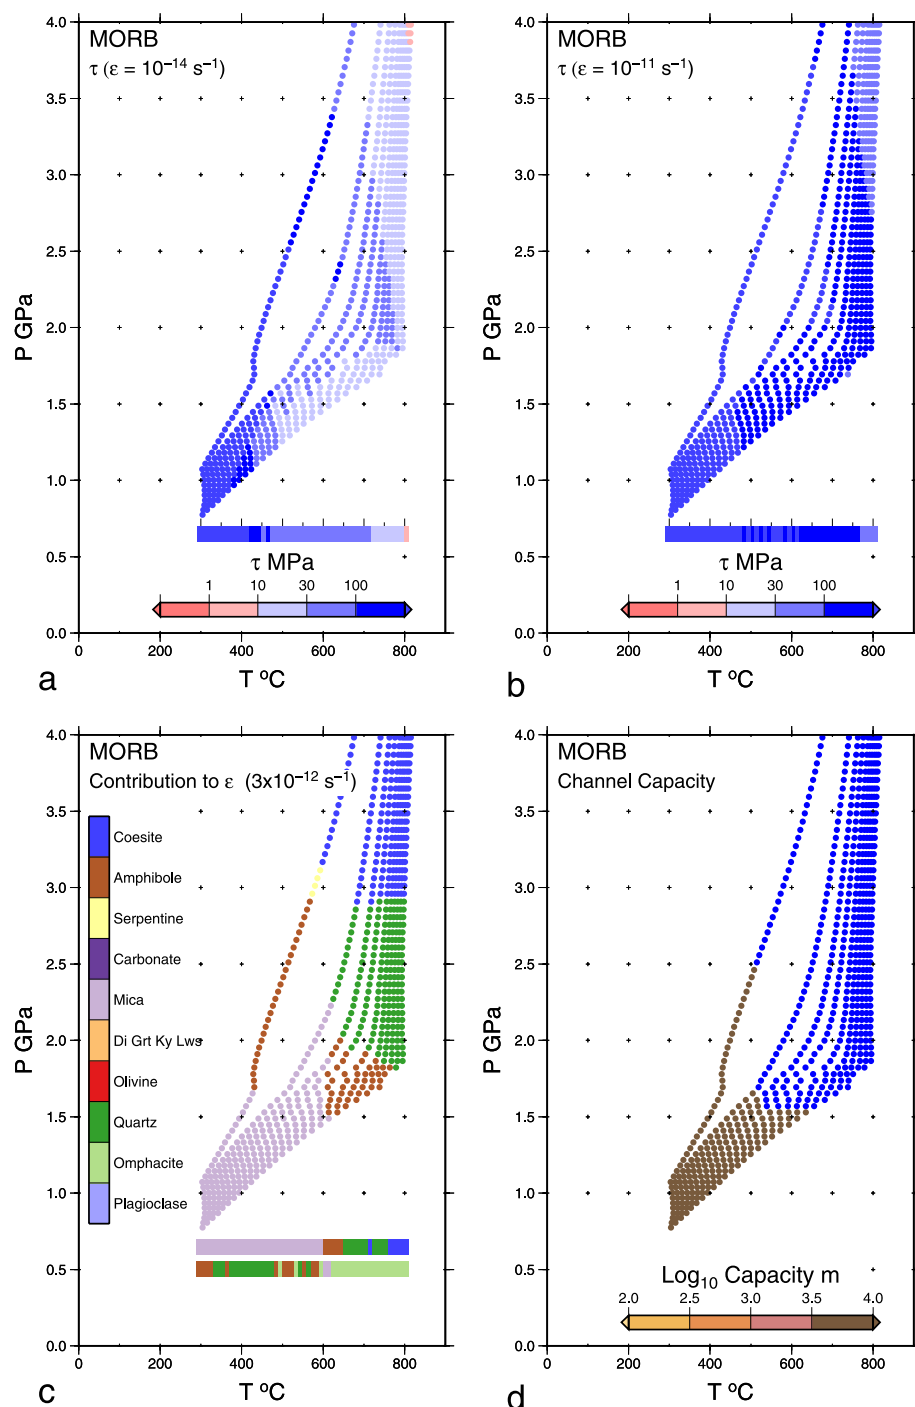 MORB
τ (ε = 10⁻¹⁴ s⁻¹)
4.0
3.5
3.0
2.5
2.0
1.5
1.0
0.5
0.0
P GPa
τ MPa
1 10 30 100
0 200 400 600 800
T ºC
a
MORB
τ (ε = 10⁻¹¹ s⁻¹)
4.0
3.5
3.0
2.5
2.0
1.5
1.0
0.5
0.0
P GPa
τ MPa
1 10 30 100
0 200 400 600 800
T ºC
b
MORB
Contribution to ε (3x10⁻¹² s⁻¹)
4.0
3.5
3.0
2.5
2.0
1.5
1.0
0.5
0.0
P GPa
Coesite
Amphibole
Serpentine
Carbonate
Mica
Di Grt Ky Lws
Olivine
Quartz
Omphacite
Plagioclase
0 200 400 600 800
T ºC
c
MORB
Channel Capacity
4.0
3.5
3.0
2.5
2.0
1.5
1.0
0.5
0.0
P GPa
Log₁₀ Capacity m
2.0 2.5 3.0 3.5 4.0
0 200 400 600 800
T ºC
d